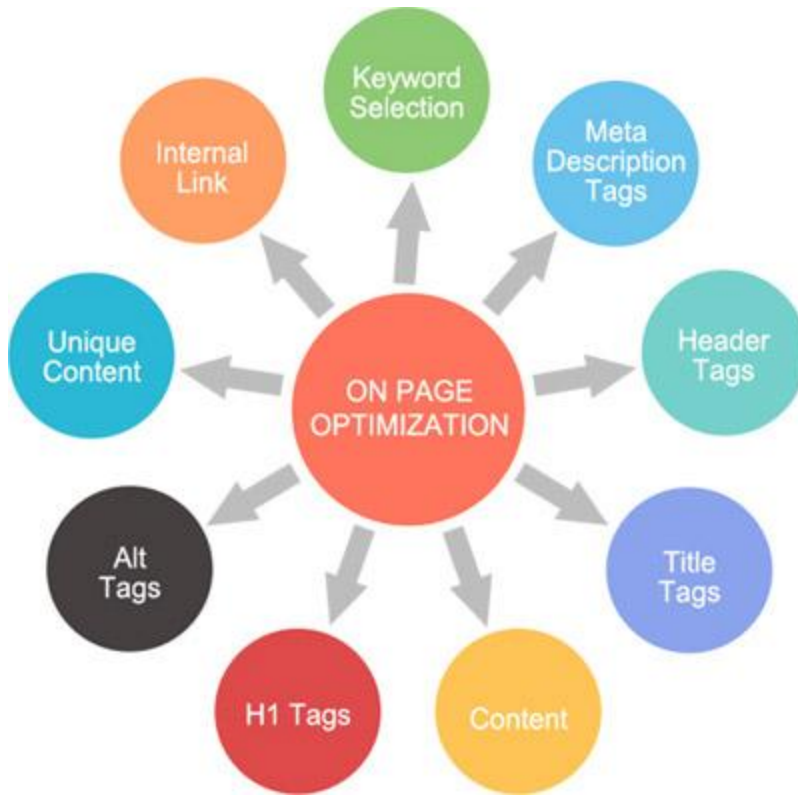 Keyword
Selection
Meta
Description
Tags
Header
Tags
Title
Tags
Content
H1 Tags
Alt
Tags
Unique
Content
Internal
Link
ON PAGE
OPTIMIZATION